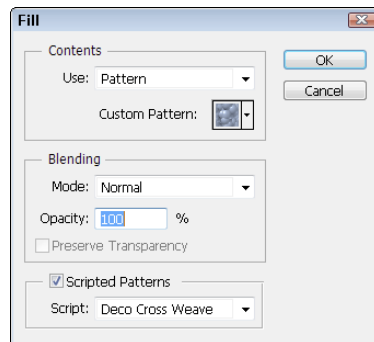 Fill
Contents
Use: Pattern
Custom Pattern:
OK
Cancel
Blending
Mode: Normal
Opacity: 100 %
Preserve Transparency
Scripted Patterns
Script: Deco Cross Weave